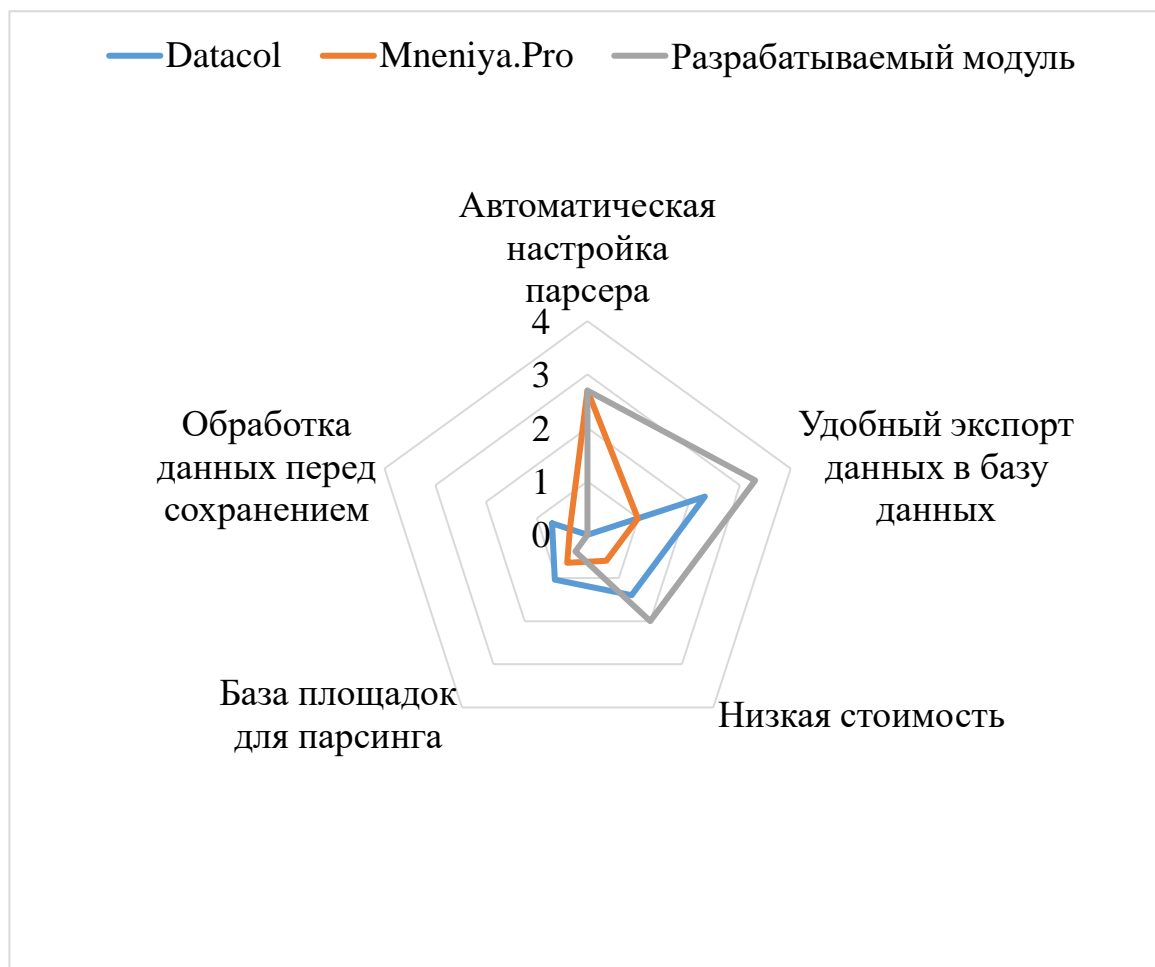 Datacol Mneniya.Pro Разрабатываемый модуль
Автоматическая
настройка
парсера
4
3
2
1
0
Удобный экспорт
данных в базу
данных
Обработка
данных перед
сохранением
База площадок
для парсинга
Низкая стоимость